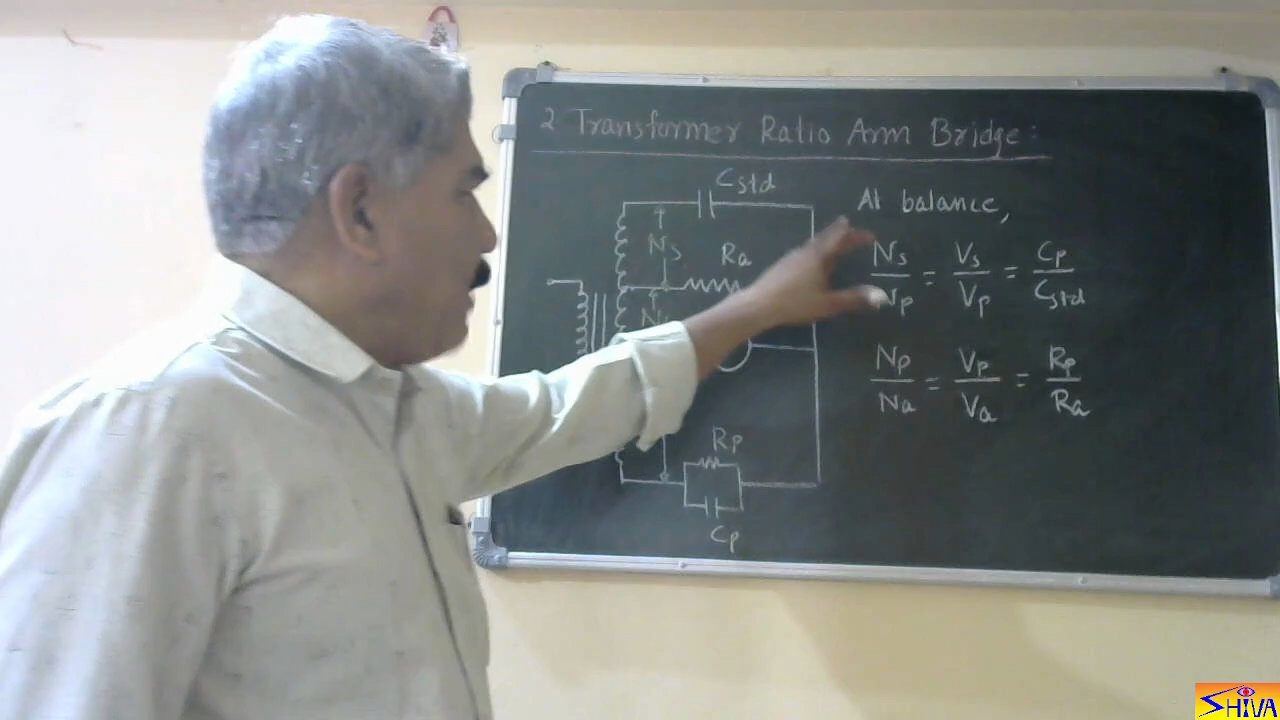 2 Transformer Ratio Arm Bridge:
Cstd
At balance,
Ns
Ra
Ns/Np = Vs/Vp = Cp/Cstd
Np/Na = Vp/Va = Rp/Ra
Rp
Cp
SHIVA